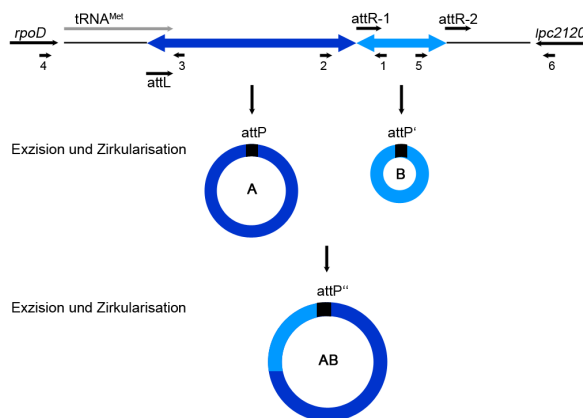 tRNAMet
attR-1
attR-2
rpoD
lpc2120
4
3
2
1
5
6
attL
attP
attP‘
Exzision und Zirkularisation
A
B
attP“
Exzision und Zirkularisation
AB